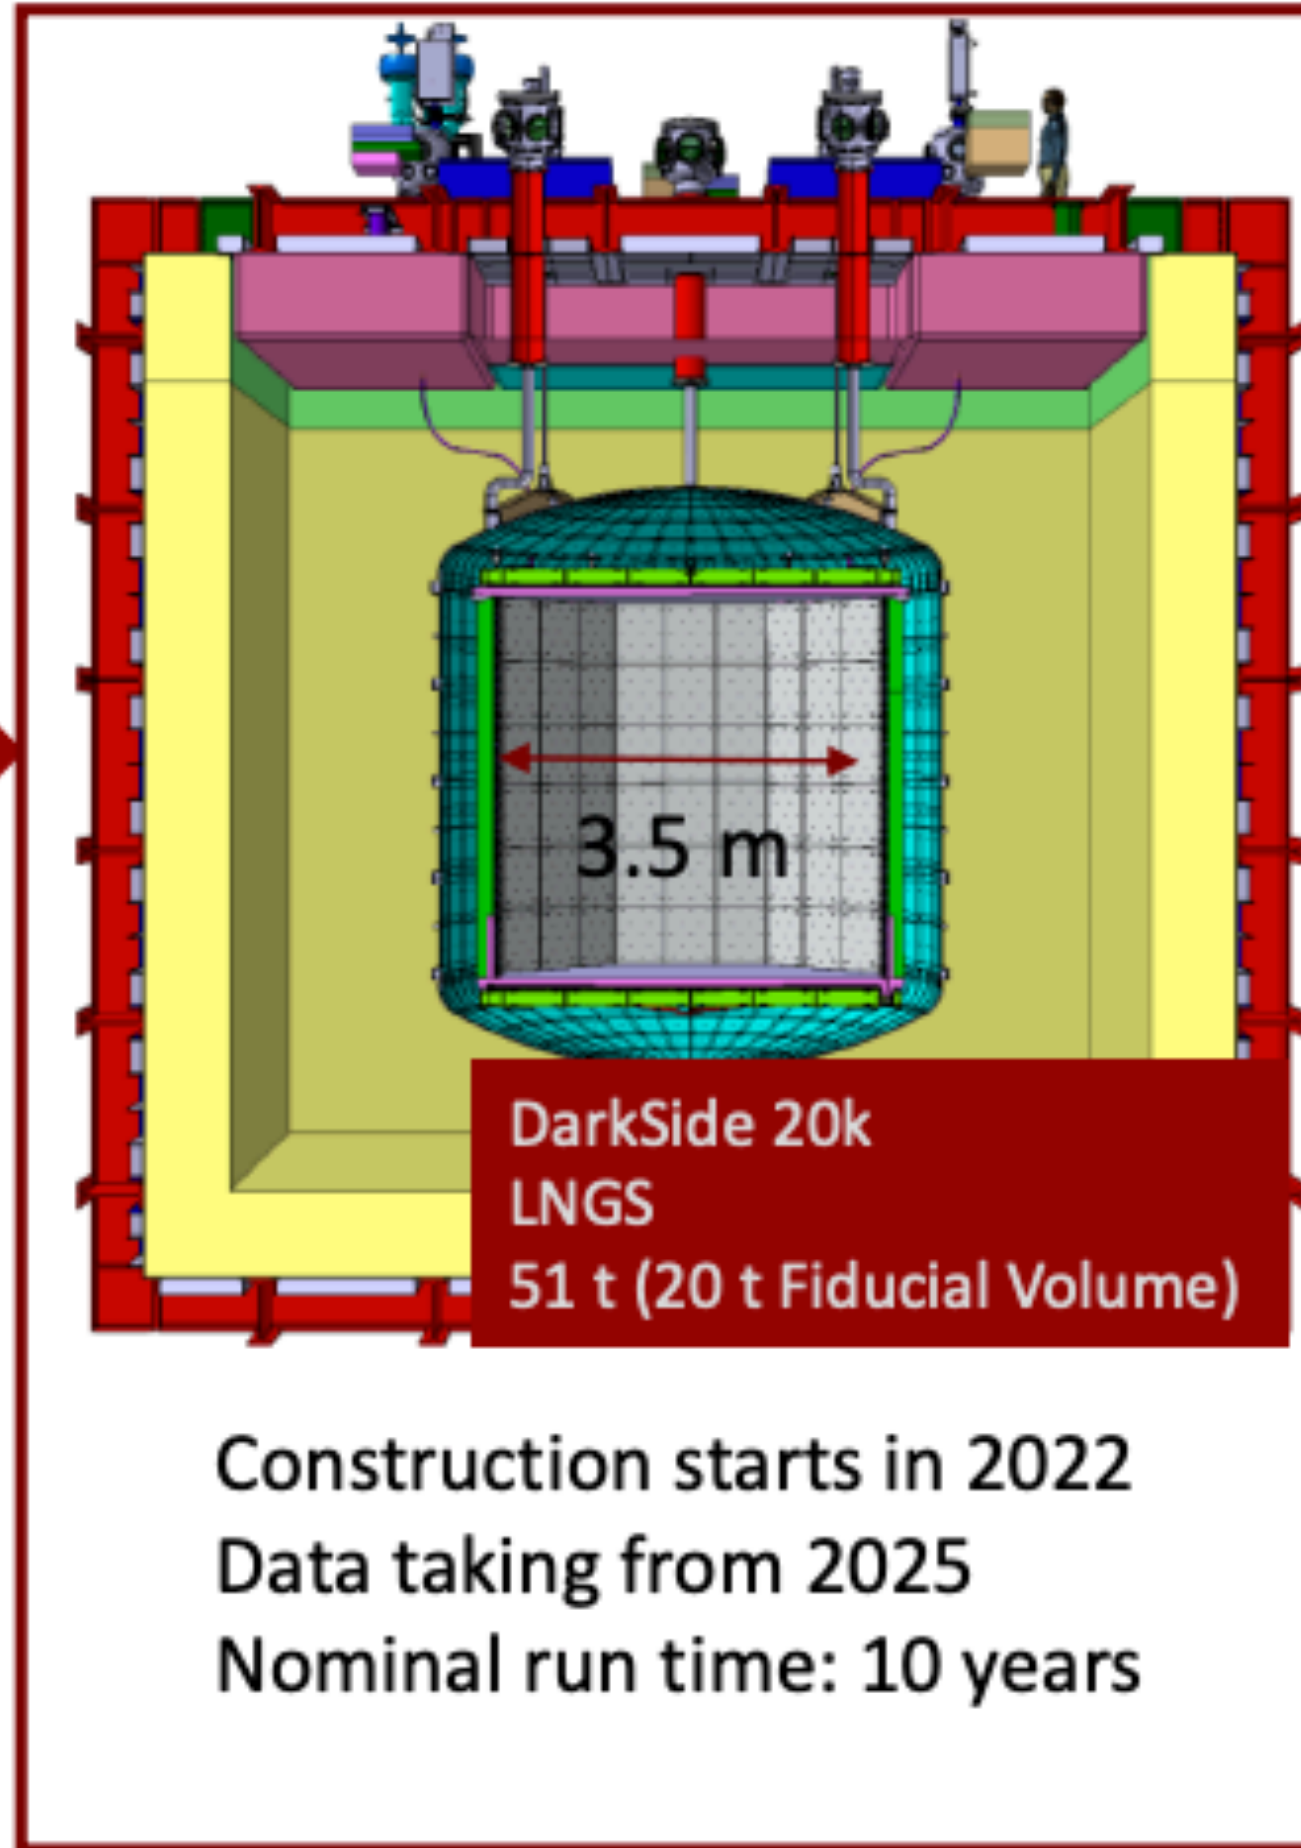 3.5 m
DarkSide 20k
LNGS
51 t (20 t Fiducial Volume)
Construction starts in 2022
Data taking from 2025
Nominal run time: 10 years